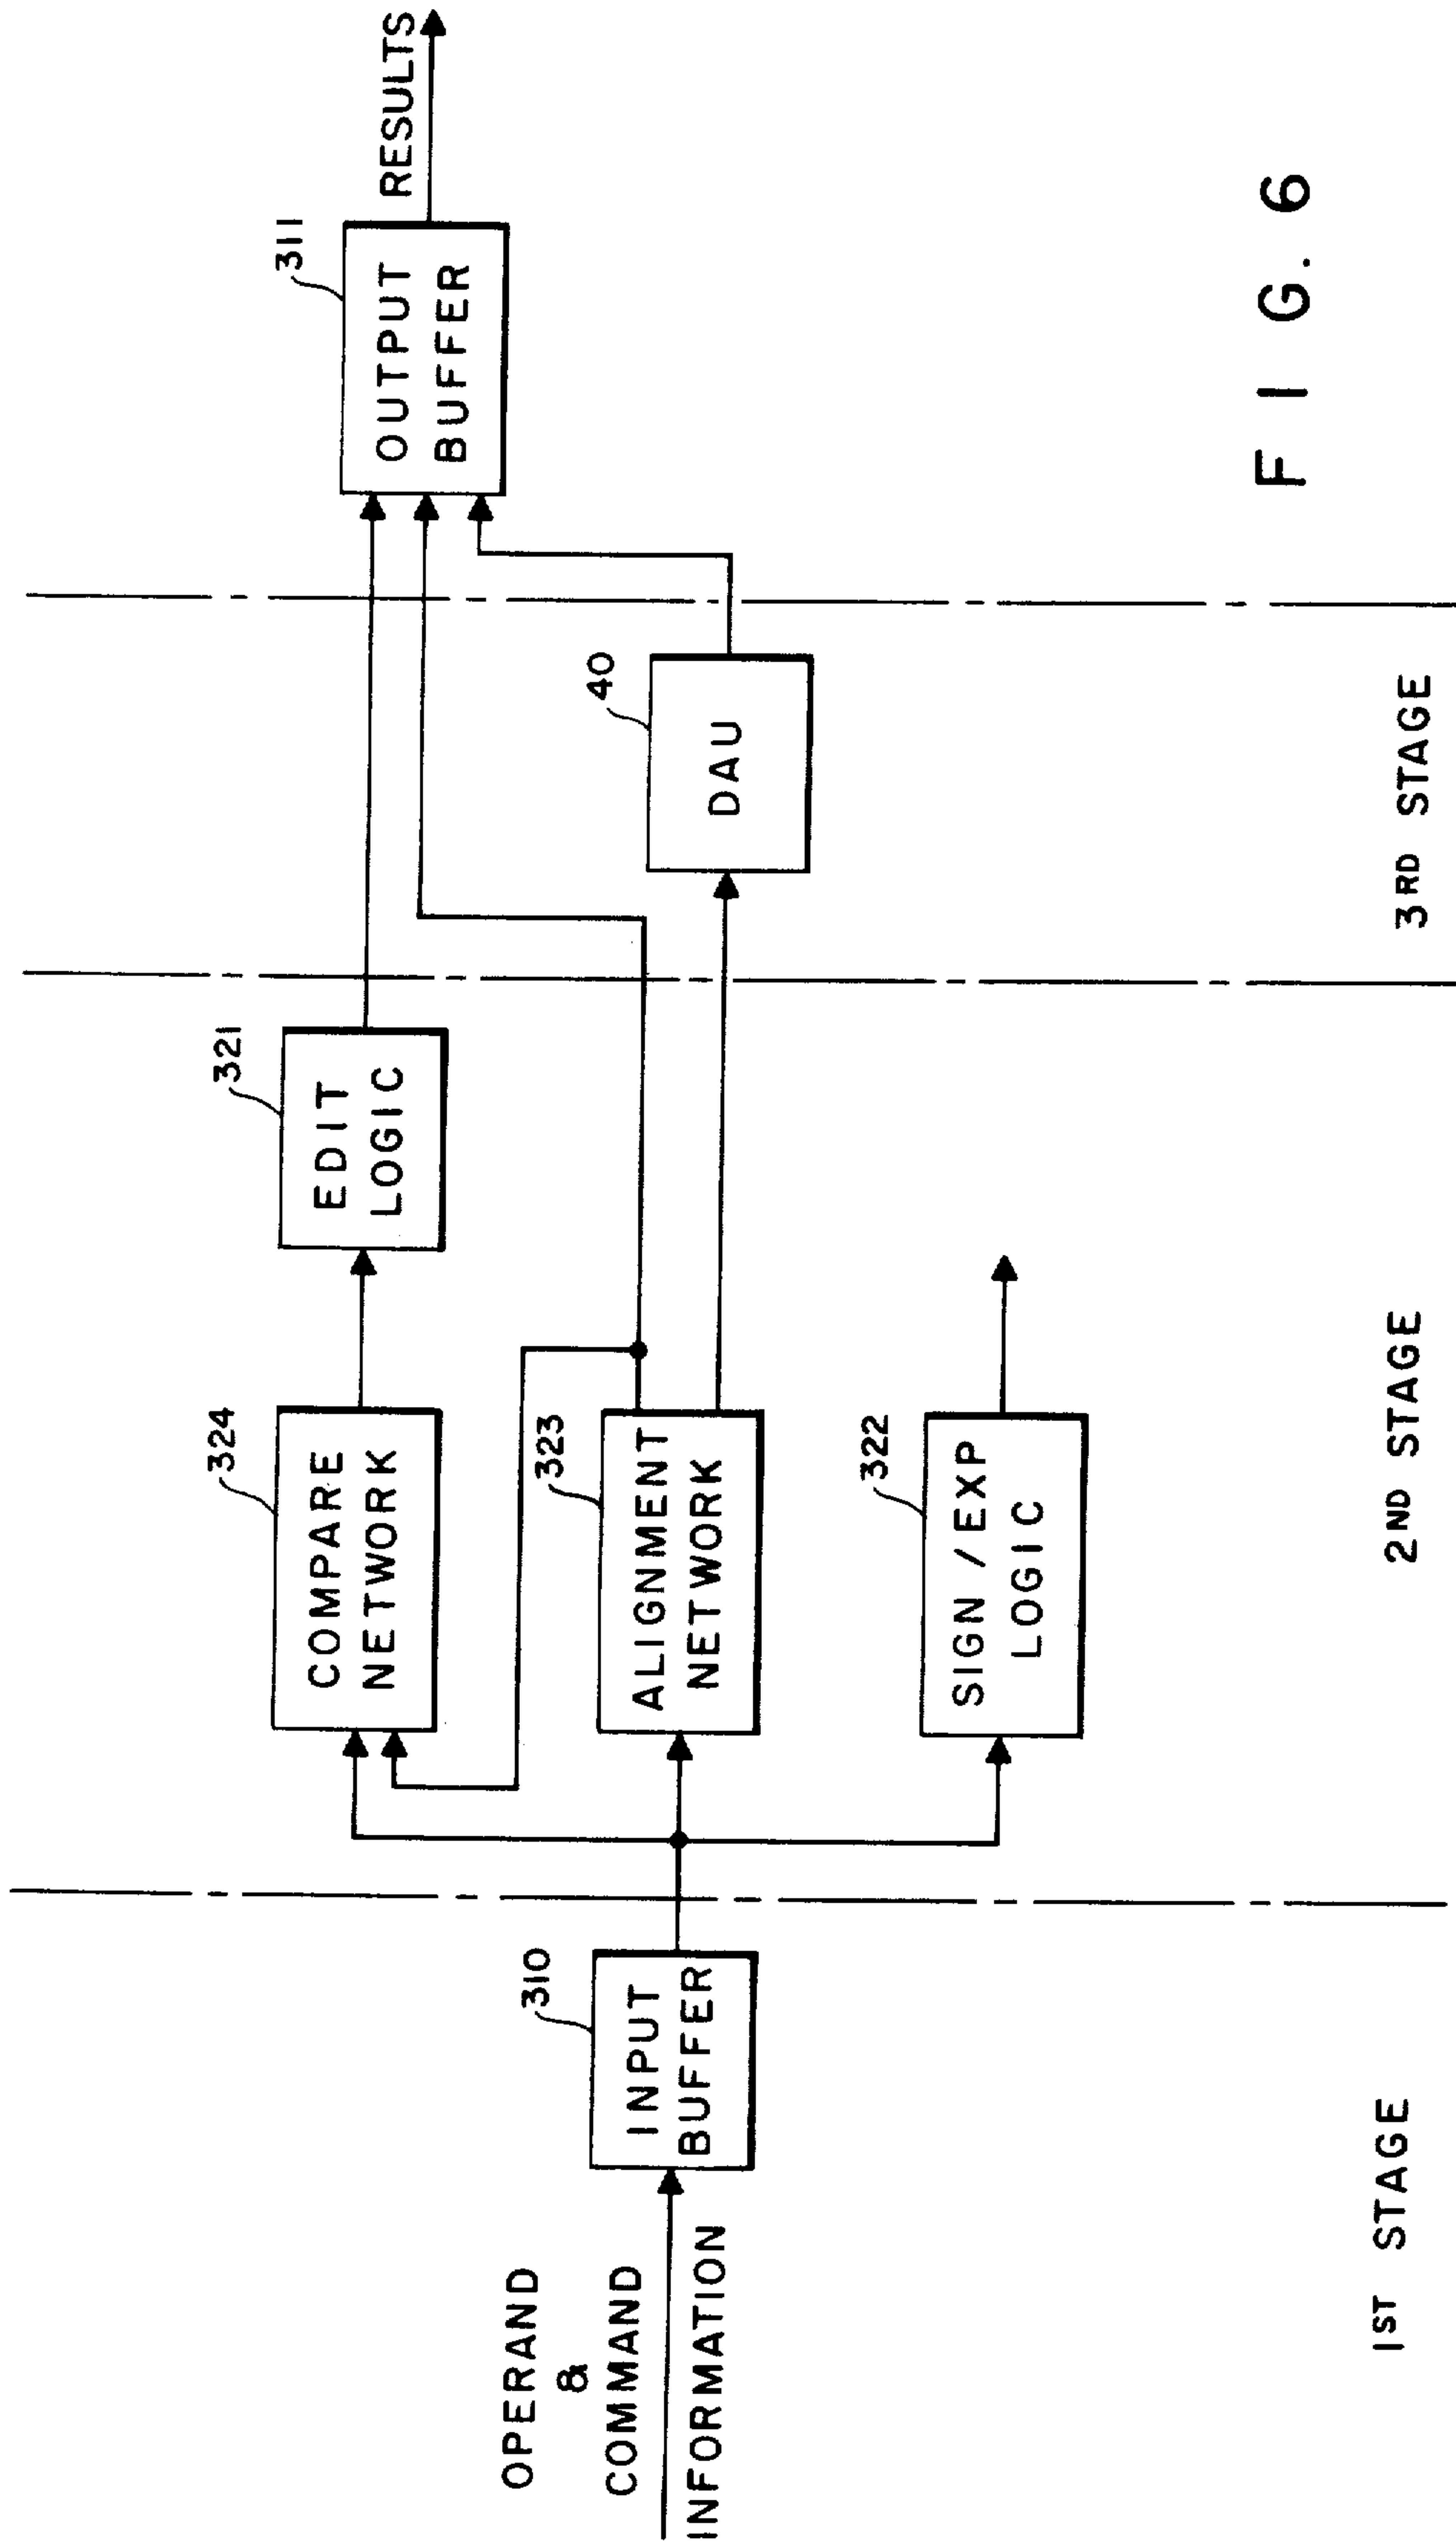 OPERAND
&
COMMAND
INFORMATION
310
INPUT
BUFFER
324
COMPARE
NETWORK
323
ALIGNMENT
NETWORK
322
SIGN / EXP
LOGIC
321
EDIT
LOGIC
40
DAU
311
OUTPUT
BUFFER
RESULTS
1ST STAGE
2ND STAGE
3RD STAGE
FIG. 6